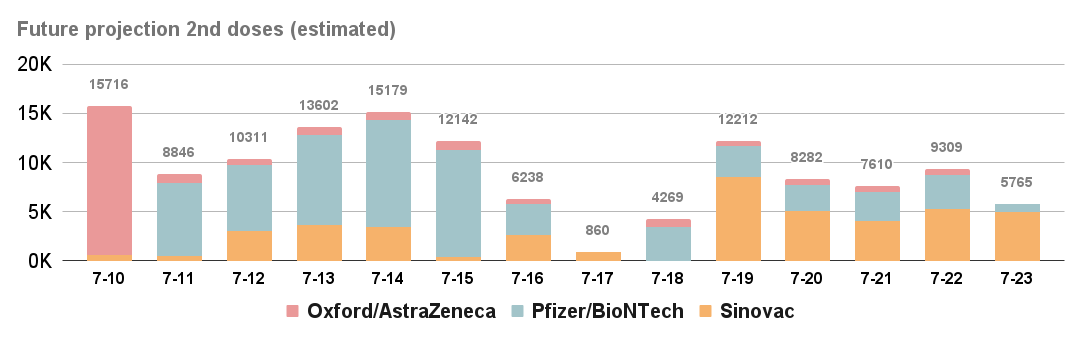 Future projection 2nd doses (estimated)
20K
15K
10K
5K
0K
15716
8846
10311
13602
15179
12142
6238
860
4269
12212
8282
7610
9309
5765
7-10 7-11 7-12 7-13 7-14 7-15 7-16 7-17 7-18 7-19 7-20 7-21 7-22 7-23
Oxford/AstraZeneca Pfizer/BioNTech Sinovac